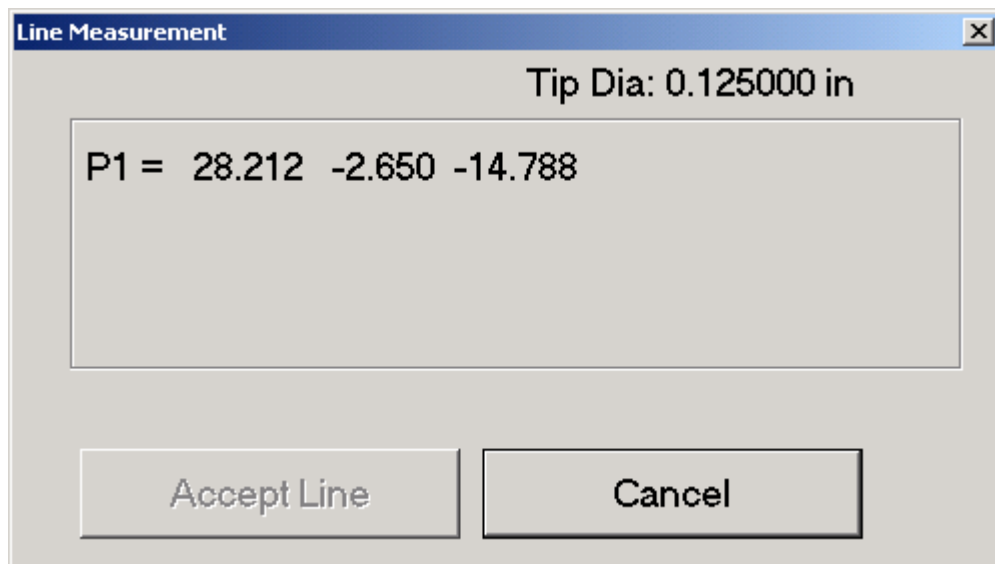 Line Measurement
Tip Dia: 0.125000 in
P1 = 28.212 -2.650 -14.788
Accept Line
Cancel